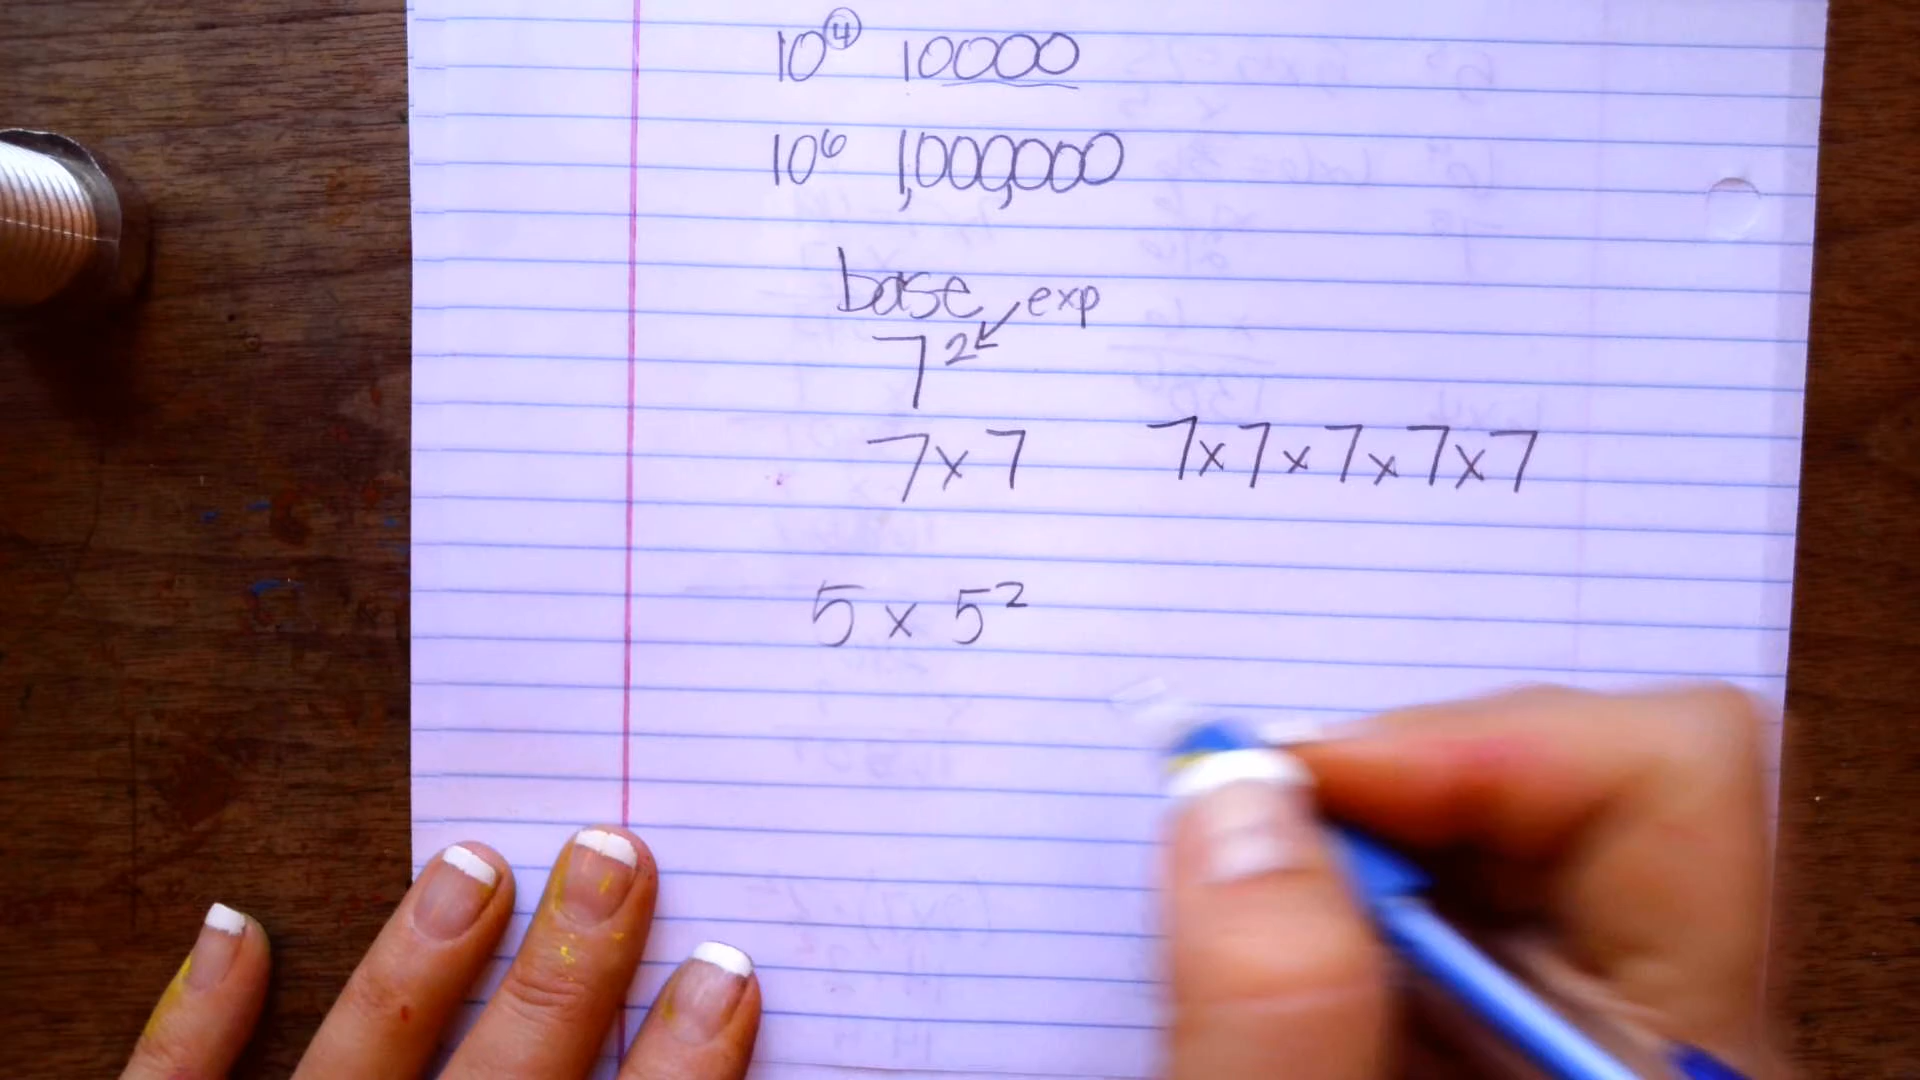 10⁴ 10000
10⁶ 1,000,000
base exp
7²
7x7 7x7x7x7x7
5 x 5²